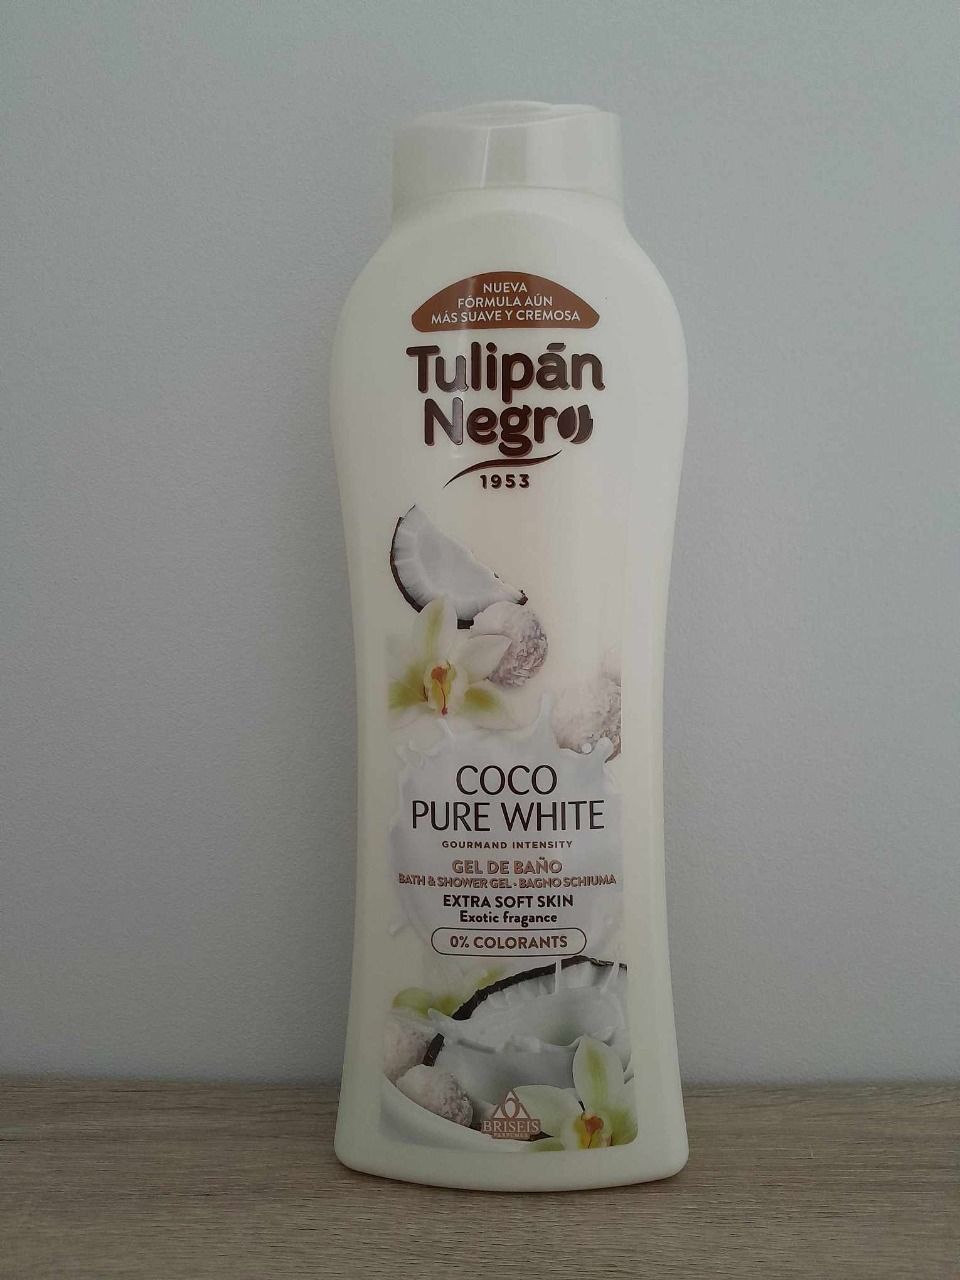 NUEVA
FÓRMULA AÚN
MÁS SUAVE Y CREMOSA
Tulipán
Negro
1953
COCO
PURE WHITE
GOURMAND INTENSITY
GEL DE BAÑO
BATH & SHOWER GEL - BAGNO SCHIUMA
EXTRA SOFT SKIN
Exotic fragance
0% COLORANTS
BRISEIS
PERFUMES